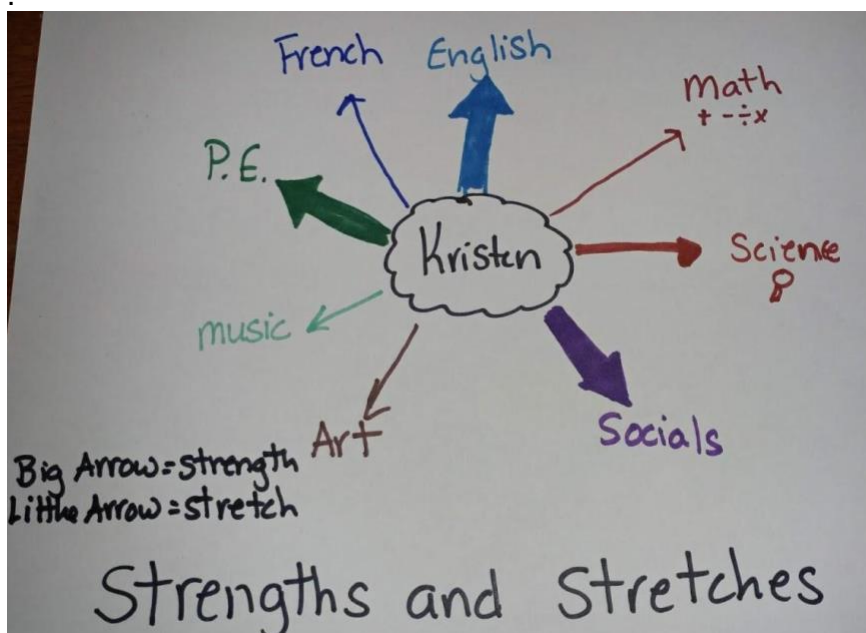 .
French
English
Math
+ - ÷ x
P.E.
Kristen
Science
music
Art
Socials
Big Arrow = strength
Little Arrow = stretch
Strengths and Stretches